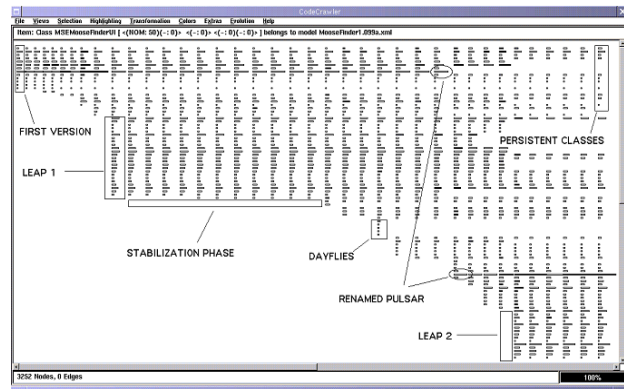 CodeCrawler
File Views Selection Highlighting Transformation Colors Extras Evolution Help
Item: Class MSEMooseFinderUI [ <(NOM: 50)(-: 0)> <(-: 0)> <(-: 0)(-: 0)> ] belongs to model MooseFinder1.099a.xml
FIRST VERSION
PERSISTENT CLASSES
LEAP 1
STABILIZATION PHASE
DAYFLIES
RENAMED PULSAR
LEAP 2
3252 Nodes, 0 Edges
100%